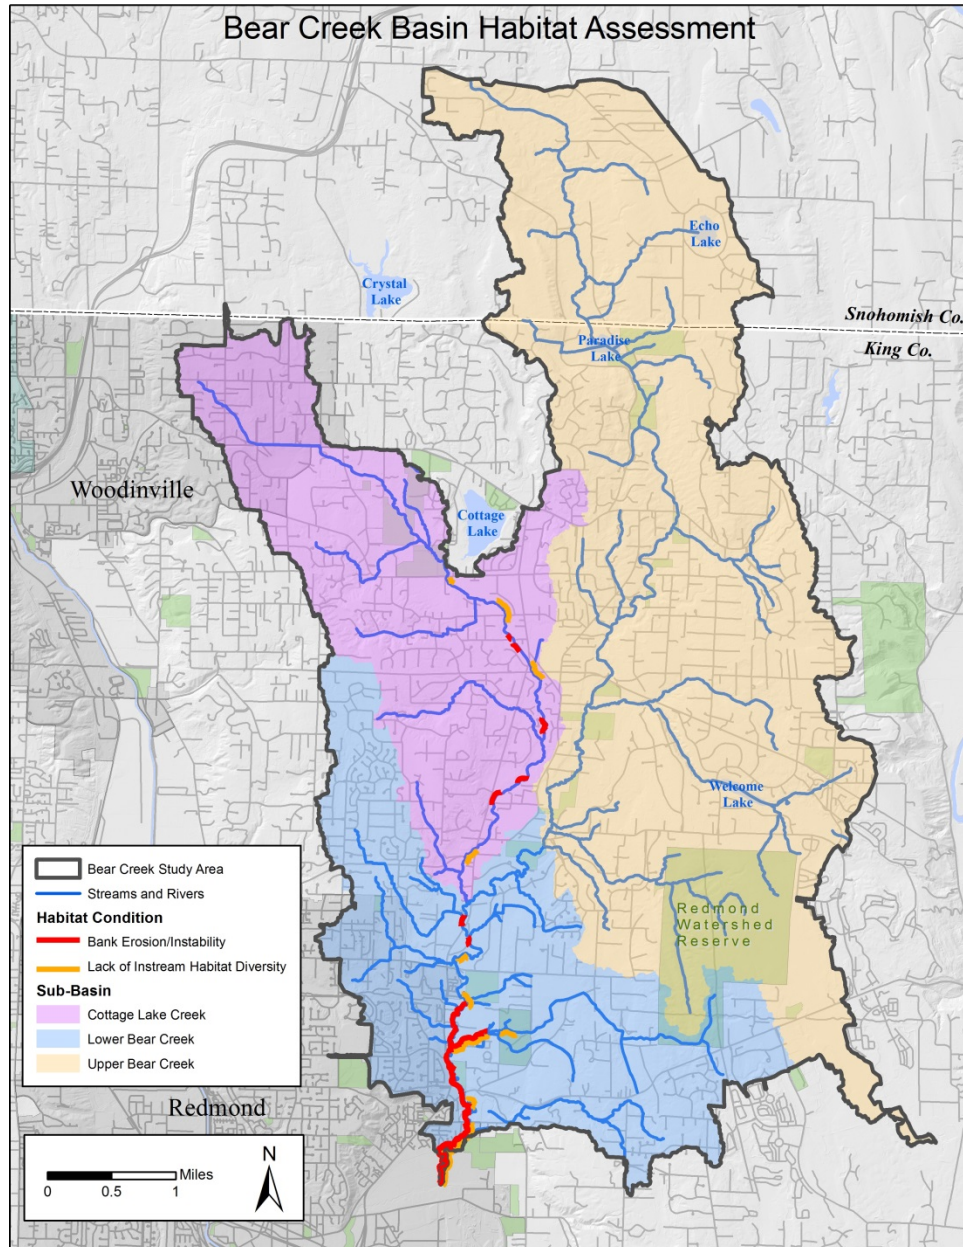 Bear Creek Basin Habitat Assessment
Echo
Lake
Crystal
Lake
Snohomish Co.
King Co.
Paradise
Lake
Woodinville
Cottage
Lake
Welcome
Lake
Redmond
Watershed
Reserve
Bear Creek Study Area
Streams and Rivers
Habitat Condition
Bank Erosion/Instability
Lack of Instream Habitat Diversity
Sub-Basin
Cottage Lake Creek
Lower Bear Creek
Upper Bear Creek
Redmond
N
Miles
0 0.5 1